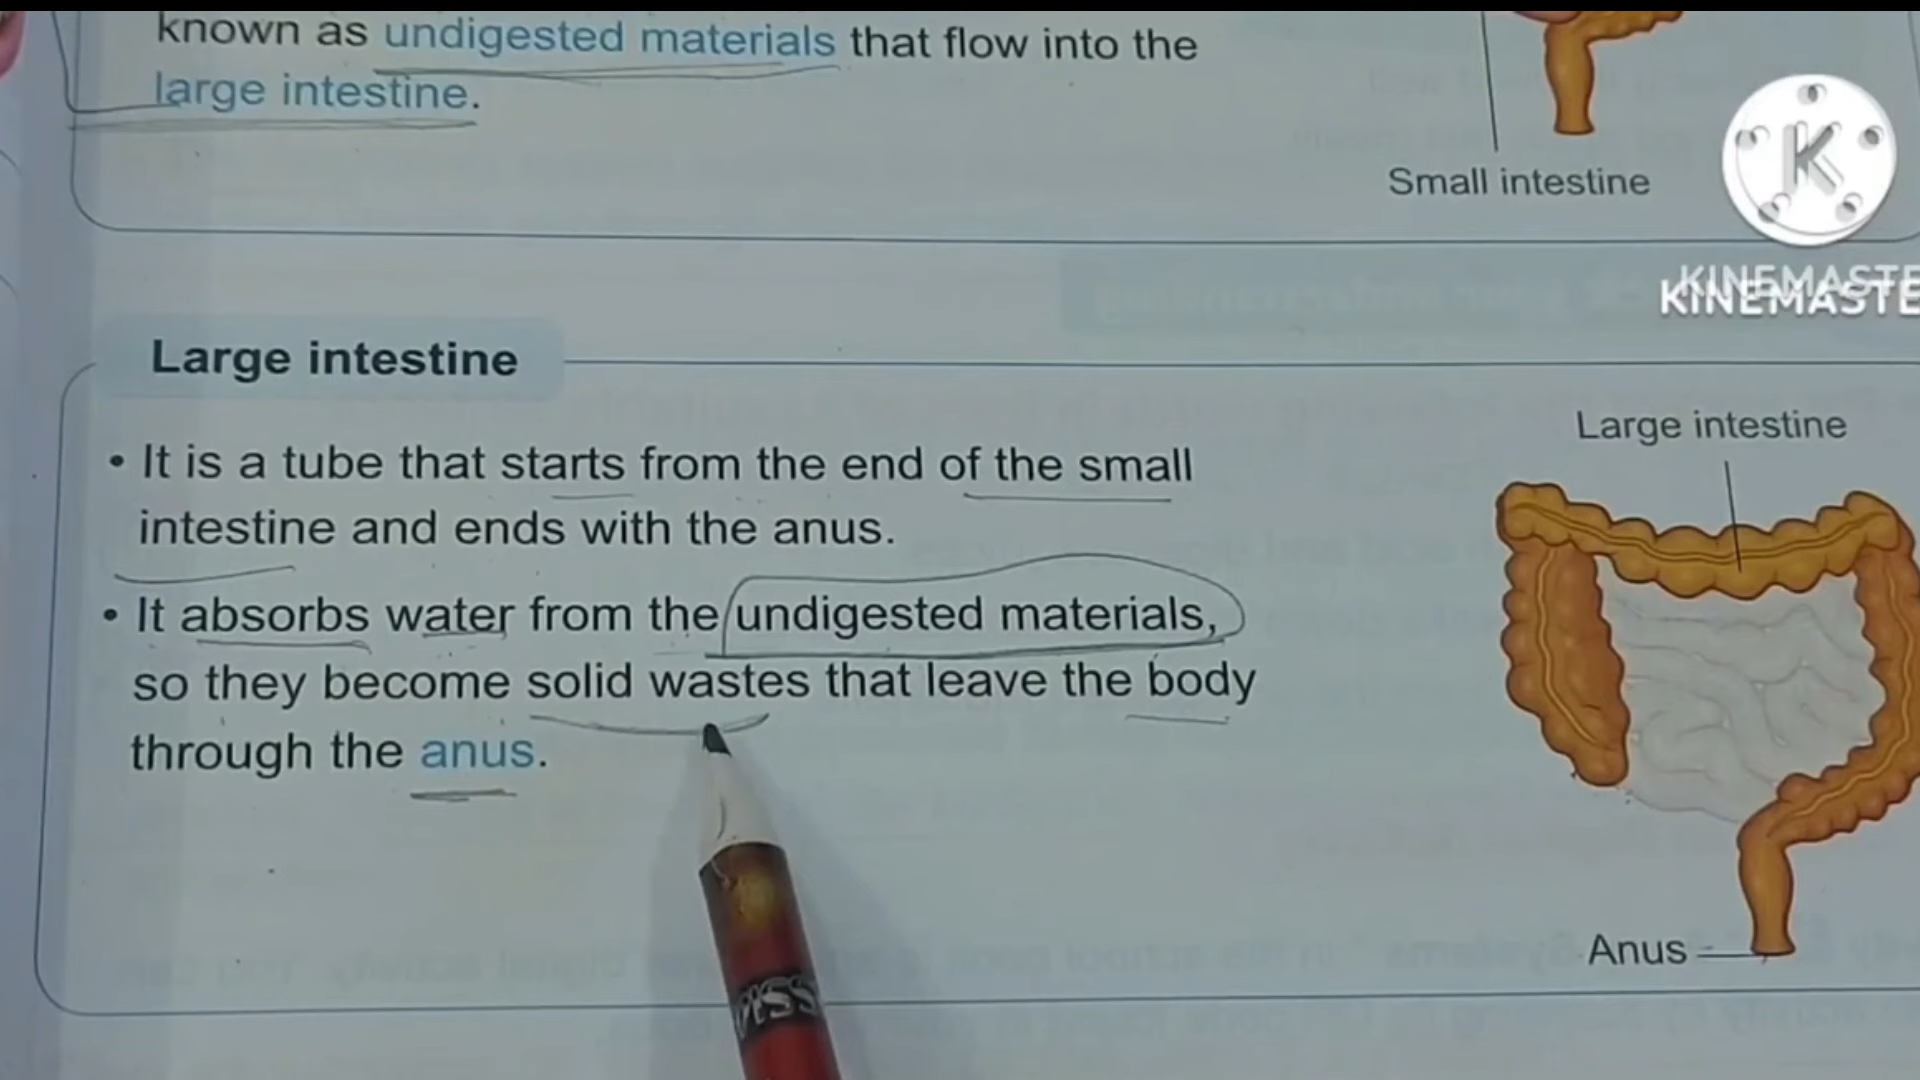 known as undigested materials that flow into the
large intestine.
Small intestine
K
KINEMASTE
KINEMASTE
Large intestine
• It is a tube that starts from the end of the small
intestine and ends with the anus.
• It absorbs water from the undigested materials,
so they become solid wastes that leave the body
through the anus.
Large intestine
Anus